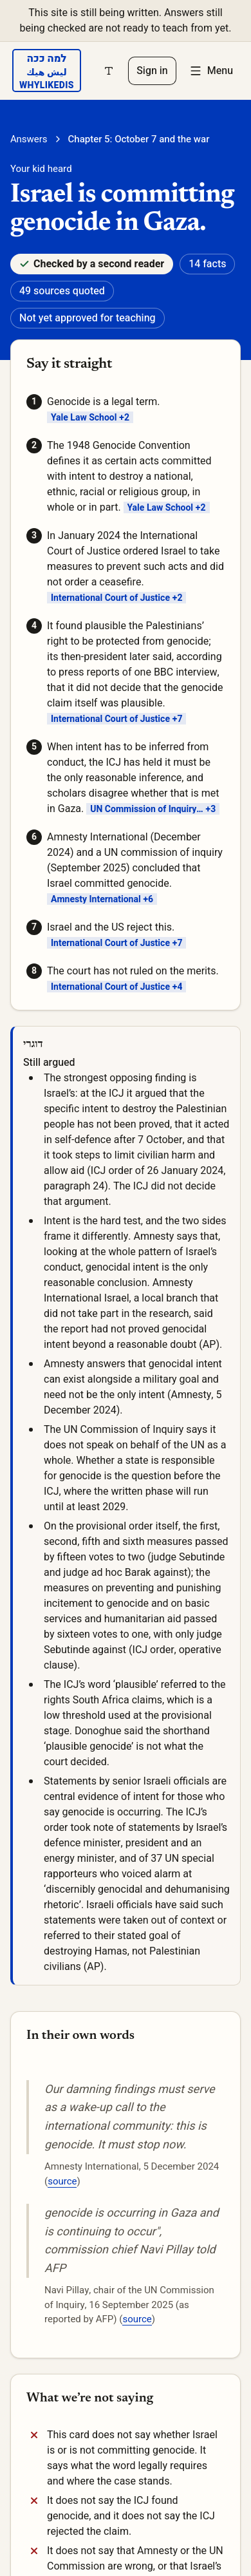 This site is still being written. Answers still
being checked are not ready to teach from yet.
למה ככה
ليش هيك
WHYLIKEDIS
T
Sign in
Menu
Answers
Chapter 5: October 7 and the war
Your kid heard
Israel is committing
genocide in Gaza.
Checked by a second reader
14 facts
49 sources quoted
Not yet approved for teaching
Say it straight
1
Genocide is a legal term.
Yale Law School +2
2
The 1948 Genocide Convention
defines it as certain acts committed
with intent to destroy a national,
ethnic, racial or religious group, in
whole or in part. Yale Law School +2
3
In January 2024 the International
Court of Justice ordered Israel to take
measures to prevent such acts and did
not order a ceasefire.
International Court of Justice +2
4
It found plausible the Palestinians’
right to be protected from genocide;
its then-president later said, according
to press reports of one BBC interview,
that it did not decide that the genocide
claim itself was plausible.
International Court of Justice +7
5
When intent has to be inferred from
conduct, the ICJ has held it must be
the only reasonable inference, and
scholars disagree whether that is met
in Gaza. UN Commission of Inquiry… +3
6
Amnesty International (December
2024) and a UN commission of inquiry
(September 2025) concluded that
Israel committed genocide.
Amnesty International +6
7
Israel and the US reject this.
International Court of Justice +7
8
The court has not ruled on the merits.
International Court of Justice +4
דוגרי
Still argued
The strongest opposing finding is
Israel’s: at the ICJ it argued that the
specific intent to destroy the Palestinian
people has not been proved, that it acted
in self-defence after 7 October, and that
it took steps to limit civilian harm and
allow aid (ICJ order of 26 January 2024,
paragraph 24). The ICJ did not decide
that argument.
Intent is the hard test, and the two sides
frame it differently. Amnesty says that,
looking at the whole pattern of Israel’s
conduct, genocidal intent is the only
reasonable conclusion. Amnesty
International Israel, a local branch that
did not take part in the research, said
the report had not proved genocidal
intent beyond a reasonable doubt (AP).
Amnesty answers that genocidal intent
can exist alongside a military goal and
need not be the only intent (Amnesty, 5
December 2024).
The UN Commission of Inquiry says it
does not speak on behalf of the UN as a
whole. Whether a state is responsible
for genocide is the question before the
ICJ, where the written phase will run
until at least 2029.
On the provisional order itself, the first,
second, fifth and sixth measures passed
by fifteen votes to two (judge Sebutinde
and judge ad hoc Barak against); the
measures on preventing and punishing
incitement to genocide and on basic
services and humanitarian aid passed
by sixteen votes to one, with only judge
Sebutinde against (ICJ order, operative
clause).
The ICJ’s word ‘plausible’ referred to the
rights South Africa claims, which is a
low threshold used at the provisional
stage. Donoghue said the shorthand
‘plausible genocide’ is not what the
court decided.
Statements by senior Israeli officials are
central evidence of intent for those who
say genocide is occurring. The ICJ’s
order took note of statements by Israel’s
defence minister, president and an
energy minister, and of 37 UN special
rapporteurs who voiced alarm at
‘discernibly genocidal and dehumanising
rhetoric’. Israeli officials have said such
statements were taken out of context or
referred to their stated goal of
destroying Hamas, not Palestinian
civilians (AP).
In their own words
Our damning findings must serve
as a wake-up call to the
international community: this is
genocide. It must stop now.
Amnesty International, 5 December 2024
(source)
genocide is occurring in Gaza and
is continuing to occur",
commission chief Navi Pillay told
AFP
Navi Pillay, chair of the UN Commission
of Inquiry, 16 September 2025 (as
reported by AFP) (source)
What we’re not saying
This card does not say whether Israel
is or is not committing genocide. It
says what the word legally requires
and where the case stands.
It does not say the ICJ found
genocide, and it does not say the ICJ
rejected the claim.
It does not say that Amnesty or the UN
Commission are wrong, or that Israel’s